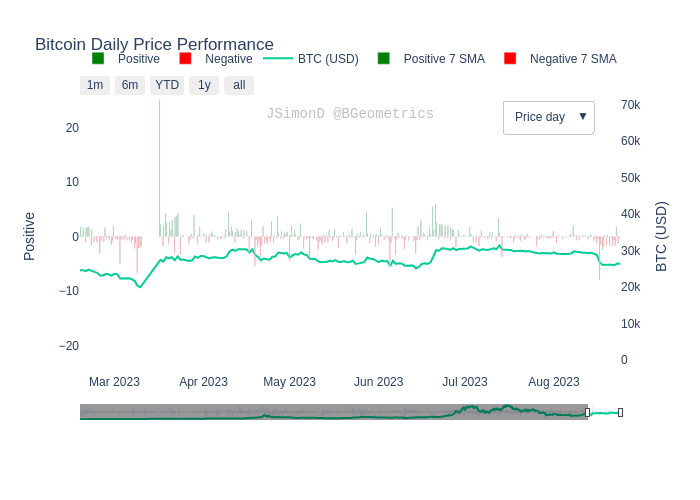 Bitcoin Daily Price Performance
Positive Negative BTC (USD) Positive 7 SMA Negative 7 SMA
1m 6m YTD 1y all
JSimonD @BGeometrics
Price day ▼
Positive
20
10
0
−10
−20
70k
60k
50k
40k
30k
20k
10k
0
BTC (USD)
Mar 2023 Apr 2023 May 2023 Jun 2023 Jul 2023 Aug 2023